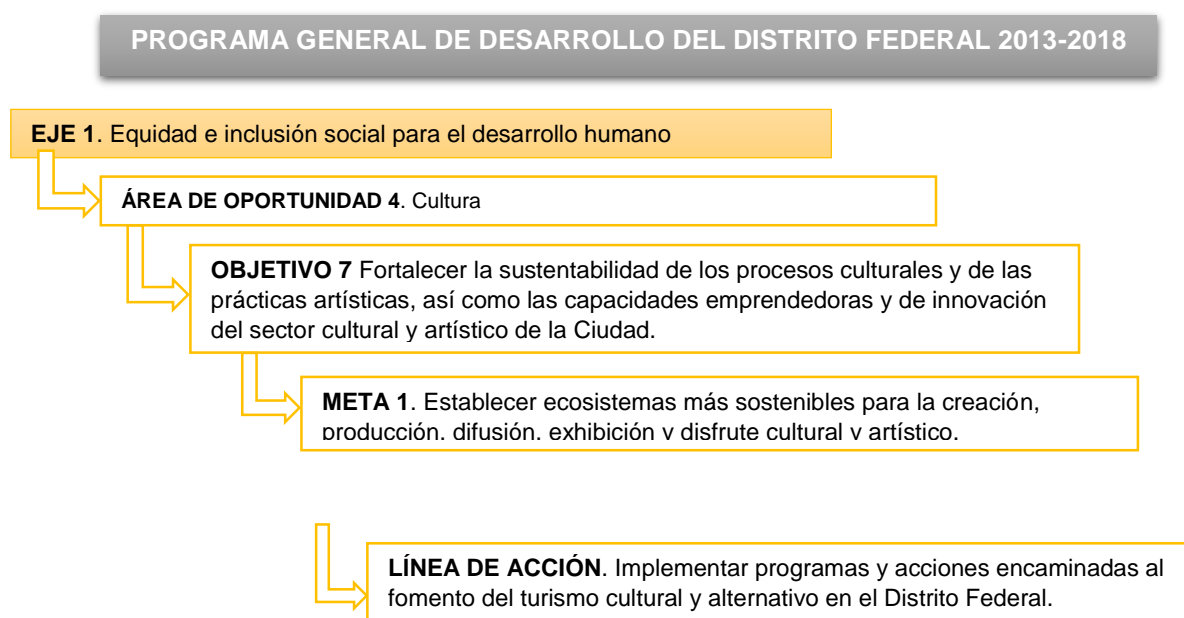 PROGRAMA GENERAL DE DESARROLLO DEL DISTRITO FEDERAL 2013-2018
EJE 1. Equidad e inclusión social para el desarrollo humano
ÁREA DE OPORTUNIDAD 4. Cultura
OBJETIVO 7 Fortalecer la sustentabilidad de los procesos culturales y de las
prácticas artísticas, así como las capacidades emprendedoras y de innovación
del sector cultural y artístico de la Ciudad.
META 1. Establecer ecosistemas más sostenibles para la creación,
producción, difusión, exhibición y disfrute cultural y artístico.
LÍNEA DE ACCIÓN. Implementar programas y acciones encaminadas al
fomento del turismo cultural y alternativo en el Distrito Federal.